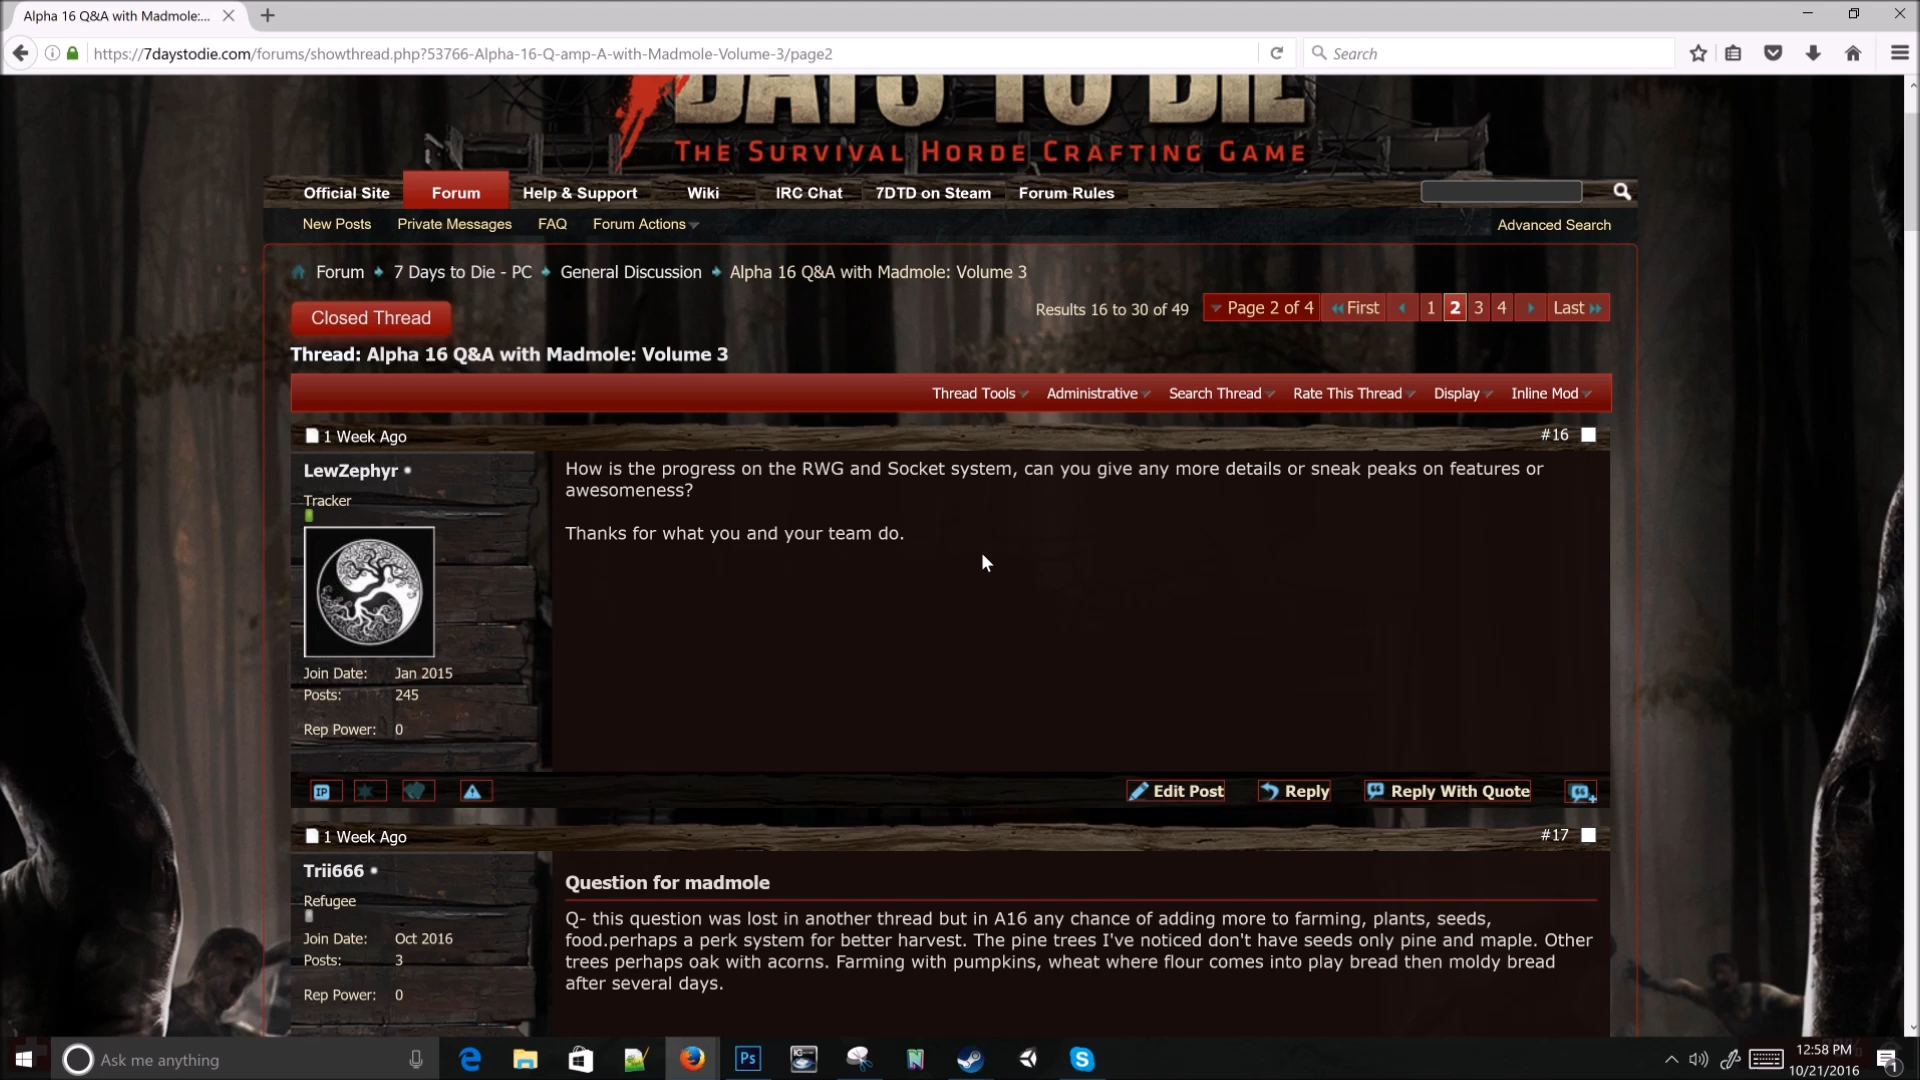 Alpha 16 Q&A with Madmole:...
https://7daystodie.com/forums/showthread.php?53766-Alpha-16-Q-amp-A-with-Madmole-Volume-3/page2
Search
7 DAYS TO DIE
THE SURVIVAL HORDE CRAFTING GAME
Official Site Forum Help & Support Wiki IRC Chat 7DTD on Steam Forum Rules
New Posts Private Messages FAQ Forum Actions Advanced Search
Forum 7 Days to Die - PC General Discussion Alpha 16 Q&A with Madmole: Volume 3
Closed Thread
Results 16 to 30 of 49 Page 2 of 4 First 1 2 3 4 Last
Thread: Alpha 16 Q&A with Madmole: Volume 3
Thread Tools Administrative Search Thread Rate This Thread Display Inline Mod
1 Week Ago #16
LewZephyr
Tracker
Join Date: Jan 2015
Posts: 245
Rep Power: 0
How is the progress on the RWG and Socket system, can you give any more details or sneak peaks on features or
awesomeness?
Thanks for what you and your team do.
IP
Edit Post Reply Reply With Quote
1 Week Ago #17
Trii666
Refugee
Join Date: Oct 2016
Posts: 3
Rep Power: 0
Question for madmole
Q- this question was lost in another thread but in A16 any chance of adding more to farming, plants, seeds,
food.perhaps a perk system for better harvest. The pine trees I've noticed don't have seeds only pine and maple. Other
trees perhaps oak with acorns. Farming with pumpkins, wheat where flour comes into play bread then moldy bread
after several days.
Ask me anything
Ps
12:58 PM
10/21/2016
1